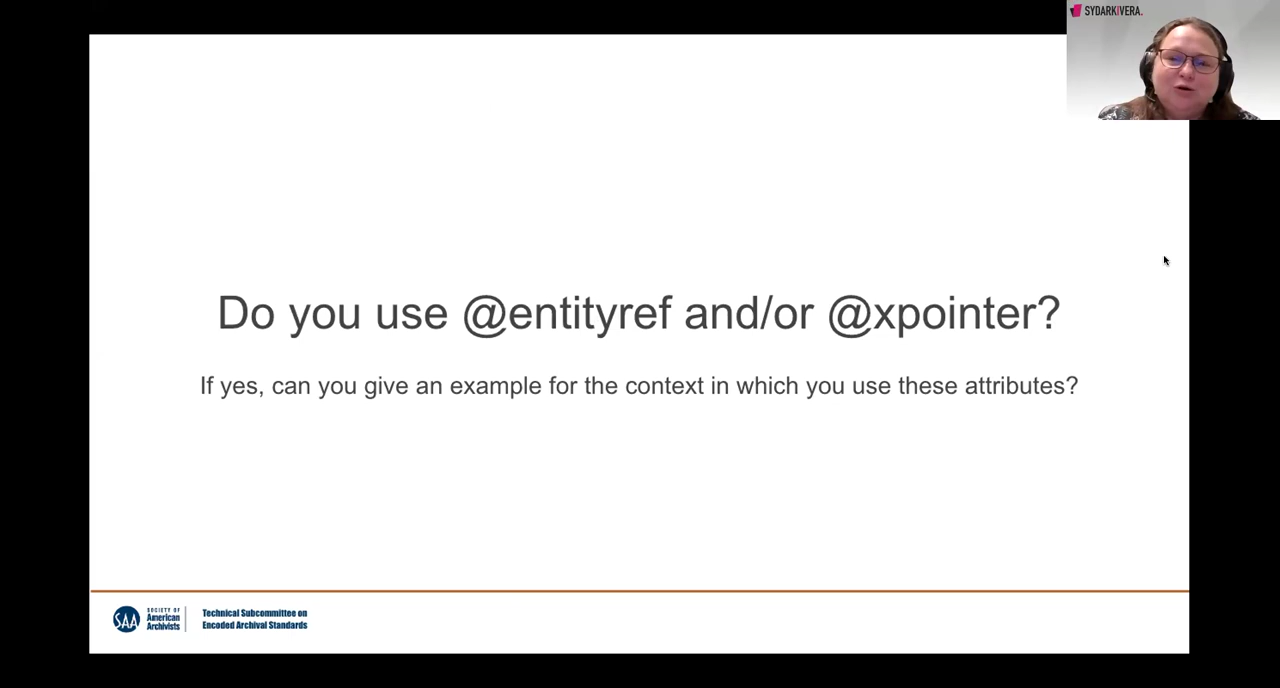 SYDARKIVERA.
Do you use @entityref and/or @xpointer?
If yes, can you give an example for the context in which you use these attributes?
SAA
SOCIETY OF
American
Archivists
Technical Subcommittee on
Encoded Archival Standards